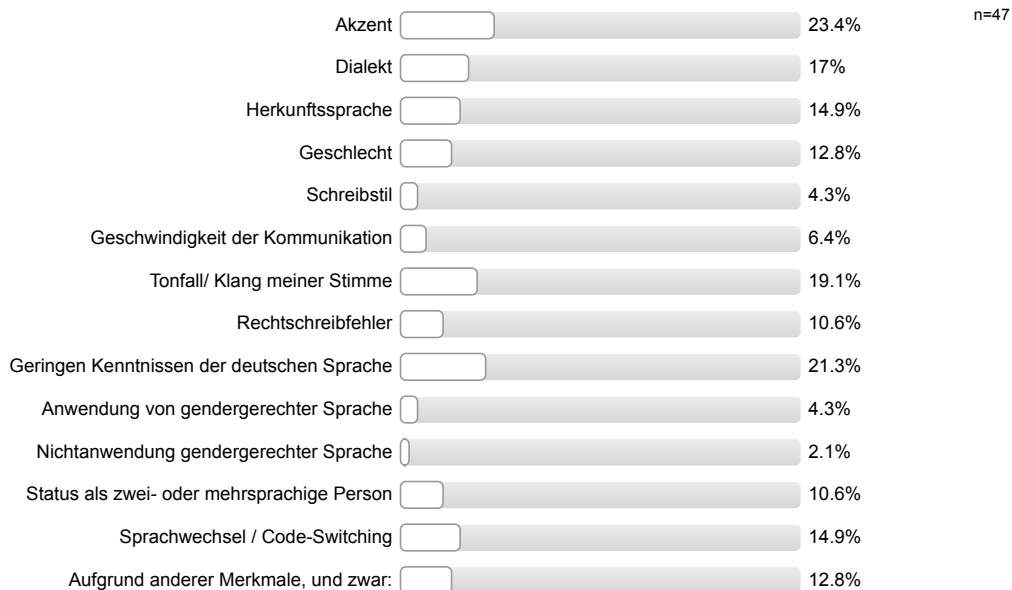 n=47
Akzent 23.4%
Dialekt 17%
Herkunftssprache 14.9%
Geschlecht 12.8%
Schreibstil 4.3%
Geschwindigkeit der Kommunikation 6.4%
Tonfall/ Klang meiner Stimme 19.1%
Rechtschreibfehler 10.6%
Geringen Kenntnissen der deutschen Sprache 21.3%
Anwendung von gendergerechter Sprache 4.3%
Nichtanwendung gendergerechter Sprache 2.1%
Status als zwei- oder mehrsprachige Person 10.6%
Sprachwechsel / Code-Switching 14.9%
Aufgrund anderer Merkmale, und zwar: 12.8%